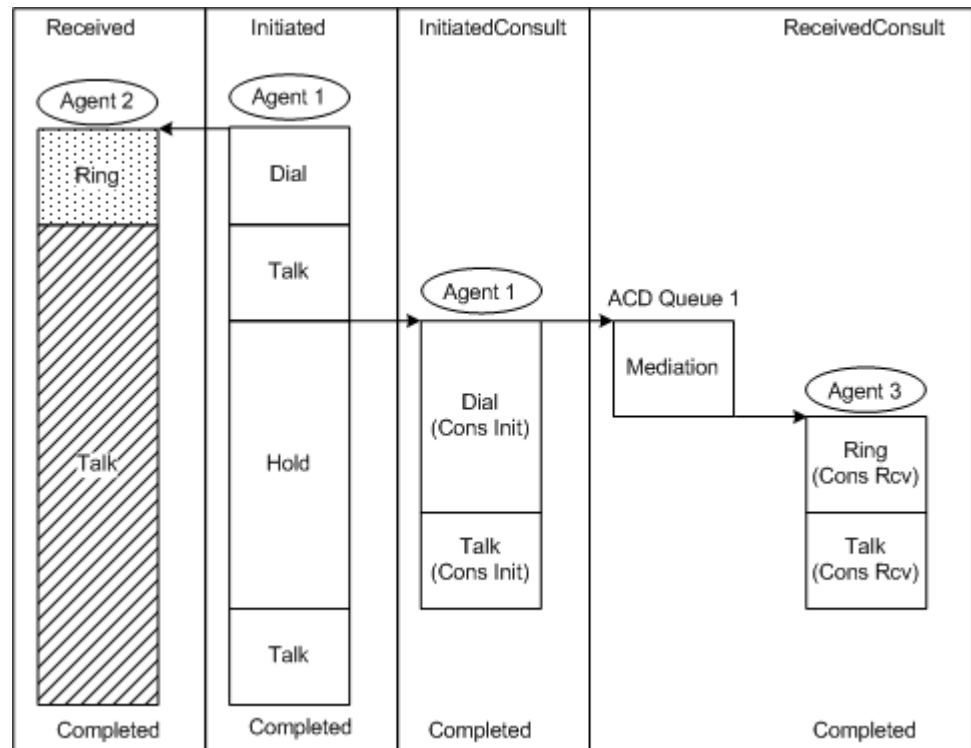 Received
Initiated
InitiatedConsult
ReceivedConsult
Agent 2
Agent 1
Ring
Dial
Talk
Agent 1
ACD Queue 1
Mediation
Agent 3
Dial
(Cons Init)
Ring
(Cons Rcv)
Talk
Hold
Talk
(Cons Init)
Talk
(Cons Rcv)
Talk
Completed
Completed
Completed
Completed